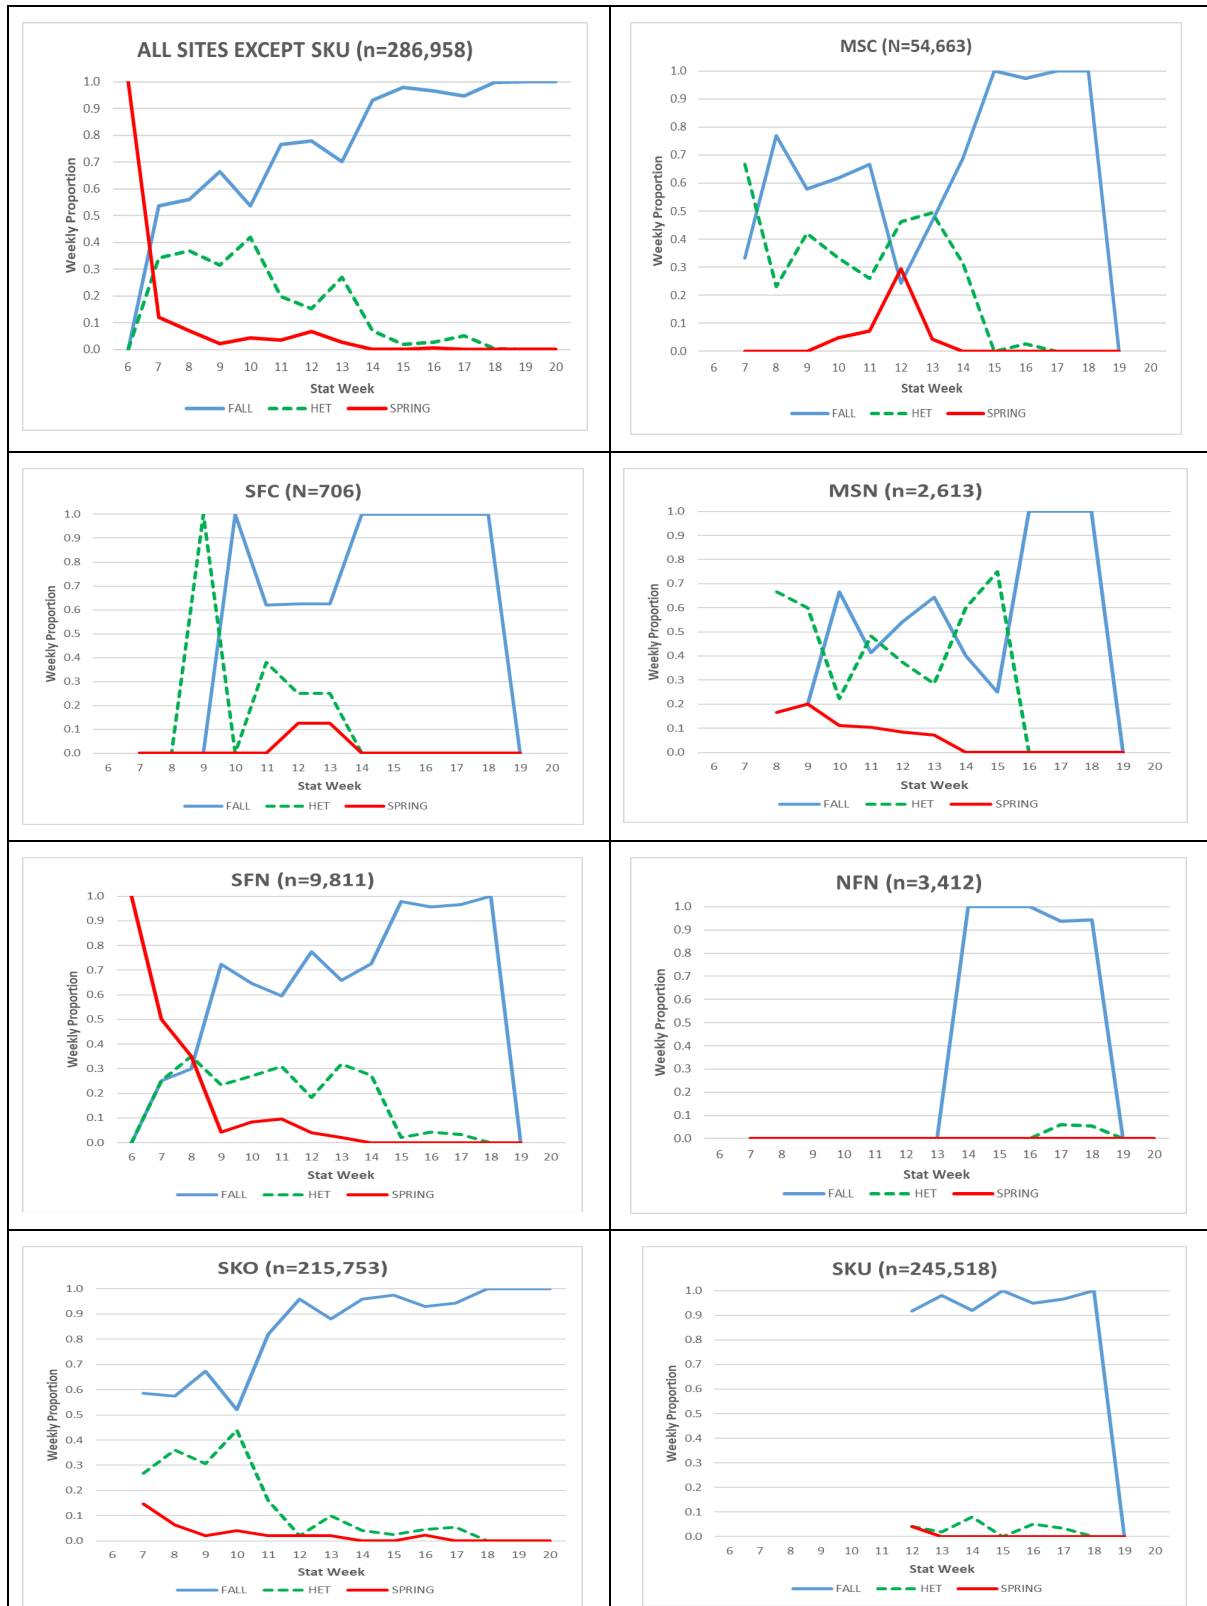 ALL SITES EXCEPT SKU (n=286,958)
1.0
0.9
0.8
0.7
0.6
0.5
0.4
0.3
0.2
0.1
0.0
Weekly Proportion
6 7 8 9 10 11 12 13 14 15 16 17 18 19 20
Stat Week
FALL HET SPRING
MSC (N=54,663)
1.0
0.9
0.8
0.7
0.6
0.5
0.4
0.3
0.2
0.1
0.0
Weekly Proportion
6 7 8 9 10 11 12 13 14 15 16 17 18 19 20
Stat Week
FALL HET SPRING
SFC (N=706)
1.0
0.9
0.8
0.7
0.6
0.5
0.4
0.3
0.2
0.1
0.0
Weekly Proportion
6 7 8 9 10 11 12 13 14 15 16 17 18 19 20
Stat Week
FALL HET SPRING
MSN (n=2,613)
1.0
0.9
0.8
0.7
0.6
0.5
0.4
0.3
0.2
0.1
0.0
Weekly Proportion
6 7 8 9 10 11 12 13 14 15 16 17 18 19 20
Stat Week
FALL HET SPRING
SFN (n=9,811)
1.0
0.9
0.8
0.7
0.6
0.5
0.4
0.3
0.2
0.1
0.0
Weekly Proportion
6 7 8 9 10 11 12 13 14 15 16 17 18 19 20
Stat Week
FALL HET SPRING
NFN (n=3,412)
1.0
0.9
0.8
0.7
0.6
0.5
0.4
0.3
0.2
0.1
0.0
Weekly Proportion
6 7 8 9 10 11 12 13 14 15 16 17 18 19 20
Stat Week
FALL HET SPRING
SKO (n=215,753)
1.0
0.9
0.8
0.7
0.6
0.5
0.4
0.3
0.2
0.1
0.0
Weekly Proportion
6 7 8 9 10 11 12 13 14 15 16 17 18 19 20
Stat Week
FALL HET SPRING
SKU (n=245,518)
1.0
0.9
0.8
0.7
0.6
0.5
0.4
0.3
0.2
0.1
0.0
Weekly Proportion
6 7 8 9 10 11 12 13 14 15 16 17 18 19 20
Stat Week
FALL HET SPRING